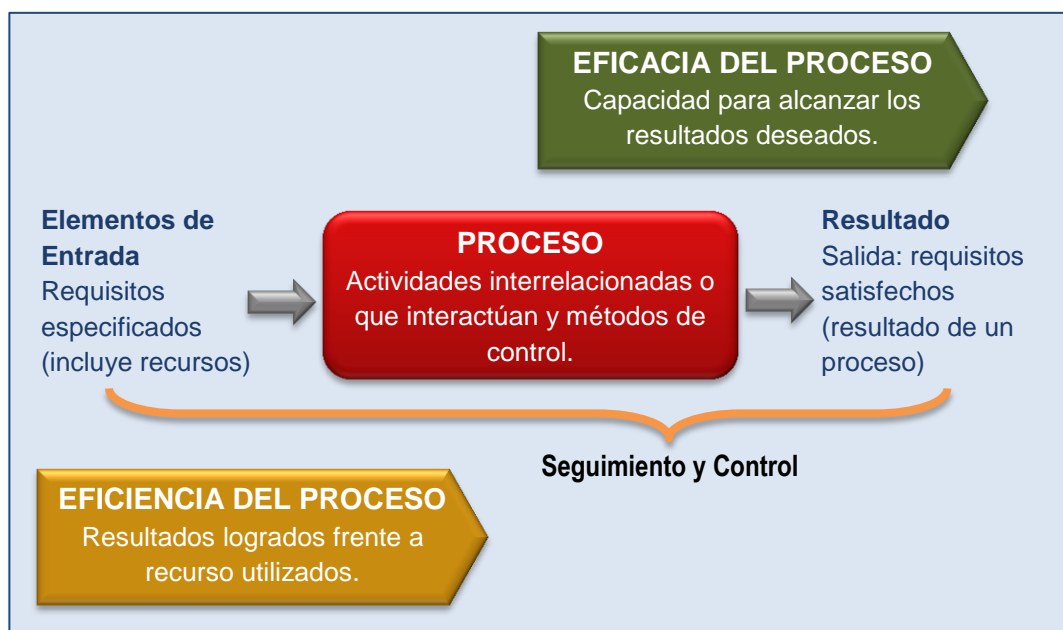 EFICACIA DEL PROCESO
Capacidad para alcanzar los
resultados deseados.
Elementos de
Entrada
Requisitos
especificados
(incluye recursos)
PROCESO
Actividades interrelacionadas o
que interactúan y métodos de
control.
Resultado
Salida: requisitos
satisfechos
(resultado de un
proceso)
Seguimiento y Control
EFICIENCIA DEL PROCESO
Resultados logrados frente a
recurso utilizados.